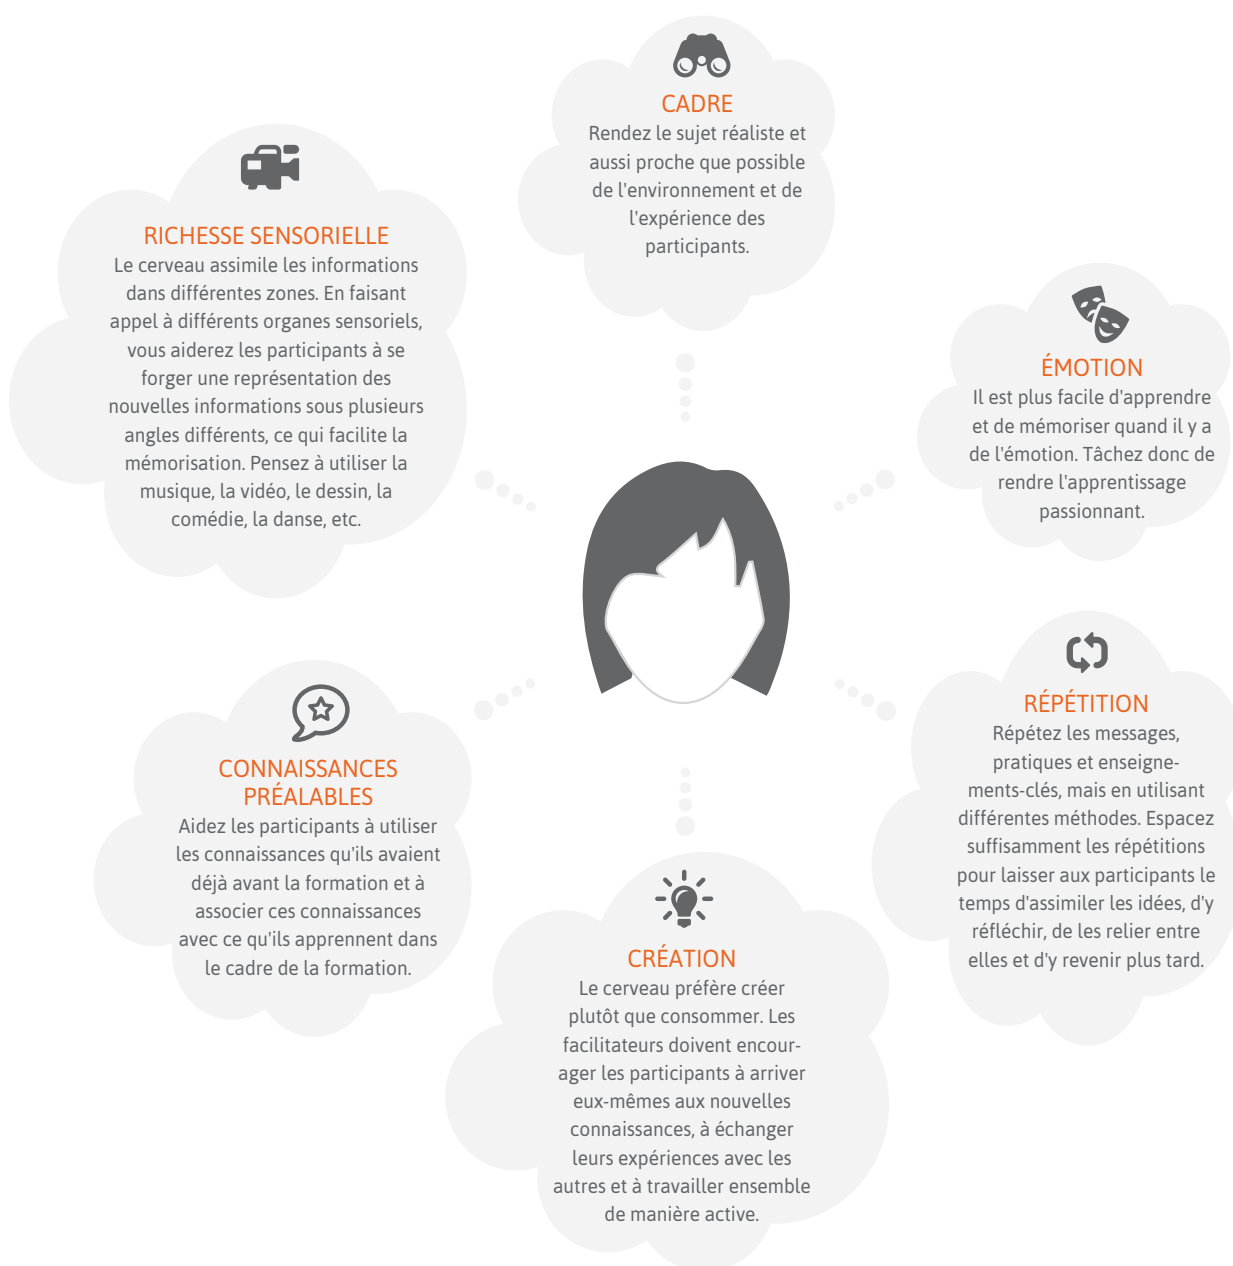 CADRE
Rendez le sujet réaliste et
aussi proche que possible
de l'environnement et de
l'expérience des
participants.
RICHESSE SENSORIELLE
Le cerveau assimile les informations
dans différentes zones. En faisant
appel à différents organes sensoriels,
vous aiderez les participants à se
forger une représentation des
nouvelles informations sous plusieurs
angles différents, ce qui facilite la
mémorisation. Pensez à utiliser la
musique, la vidéo, le dessin, la
comédie, la danse, etc.
ÉMOTION
Il est plus facile d'apprendre
et de mémoriser quand il y a
de l'émotion. Tâchez donc de
rendre l'apprentissage
passionnant.
RÉPÉTITION
Répétez les messages,
pratiques et enseigne-
ments-clés, mais en utilisant
différentes méthodes. Espacez
suffisamment les répétitions
pour laisser aux participants le
temps d'assimiler les idées, d'y
réfléchir, de les relier entre
elles et d'y revenir plus tard.
CONNAISSANCES
PRÉALABLES
Aidez les participants à utiliser
les connaissances qu'ils avaient
déjà avant la formation et à
associer ces connaissances
avec ce qu'ils apprennent dans
le cadre de la formation.
CRÉATION
Le cerveau préfère créer
plutôt que consommer. Les
facilitateurs doivent encour-
ager les participants à arriver
eux-mêmes aux nouvelles
connaissances, à échanger
leurs expériences avec les
autres et à travailler ensemble
de manière active.